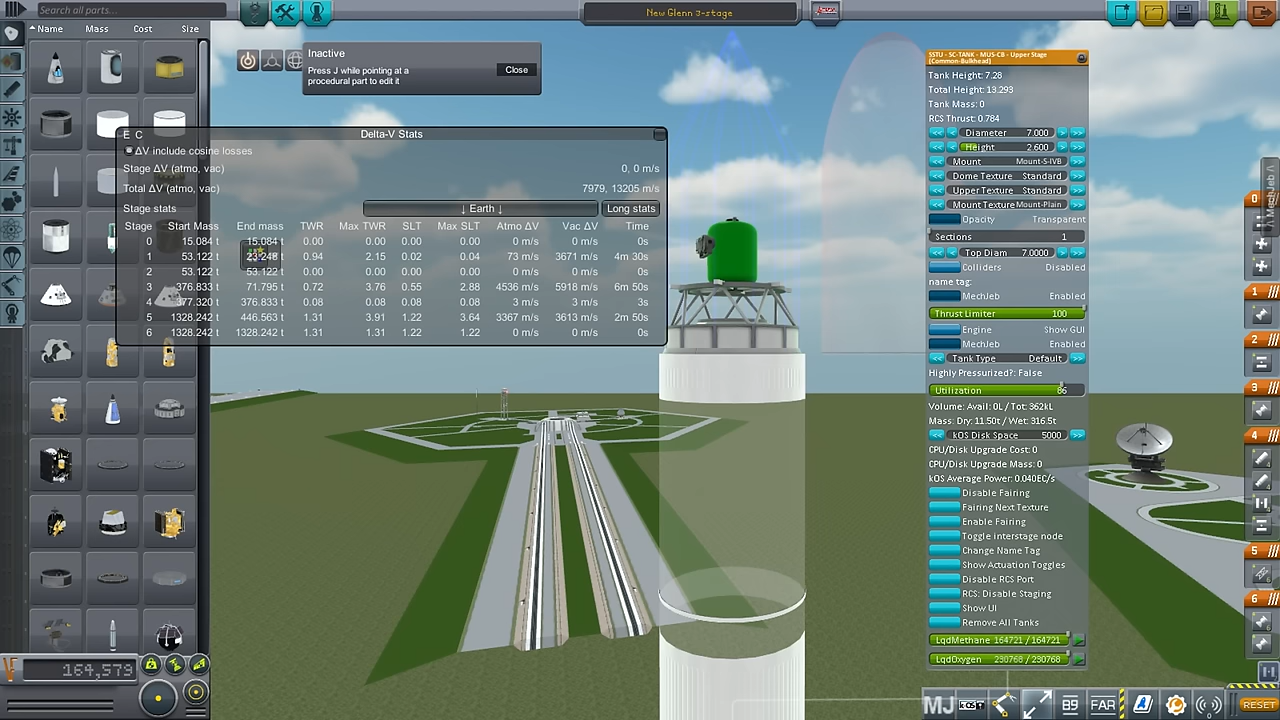 Search all parts...
New Glenn 3-stage
Name Mass Cost Size
Inactive
Press J while pointing at a
procedural part to edit it
Close
E C Delta-V Stats
ΔV include cosine losses
Stage ΔV (atmo, vac) 0, 0 m/s
Total ΔV (atmo, vac) 7979, 13205 m/s
Stage stats ↓ Earth ↓ Long stats
Stage Start Mass End mass TWR Max TWR SLT Max SLT Atmo ΔV Vac ΔV Time
0 15.084 t 15.084 t 0.00 0.00 0.00 0.00 0 m/s 0 m/s 0s
1 53.122 t 23.248 t 0.94 2.15 0.02 0.04 73 m/s 3671 m/s 4m 30s
2 53.122 t 53.122 t 0.00 0.00 0.00 0.00 0 m/s 0 m/s 0s
3 376.833 t 71.795 t 0.72 3.76 0.55 2.88 4536 m/s 5918 m/s 6m 50s
4 377.320 t 376.833 t 0.08 0.08 0.08 0.08 3 m/s 3 m/s 3s
5 1328.242 t 446.563 t 1.31 3.91 1.22 3.64 3367 m/s 3613 m/s 2m 50s
6 1328.242 t 1328.242 t 1.31 1.31 1.22 1.22 0 m/s 0 m/s 0s
SSTU - SC-TANK - MUS-CB - Upper Stage
(Common-Bulkhead)
Tank Height: 7.28
Total Height: 13.293
Tank Mass: 0
RCS Thrust: 0.784
<< < Diameter 7.000 > >>
<< < Height 2.600 > >>
<< Mount Mount-S-IVB >>
<< Dome Texture Standard >>
<< Upper Texture Standard >>
<< Mount Texture Mount-Plain >>
Opacity Transparent
Sections 1
<< < Top Diam 7.0000 > >>
Colliders Disabled
name tag:
MechJeb Enabled
Thrust Limiter 100
Engine Show GUI
MechJeb Enabled
<< Tank Type Default >>
Highly Pressurized?: False
Utilization 86
Volume: Avail: 0L / Tot: 362kL
Mass: Dry: 11.50t / Wet: 316.5t
<< kOS Disk Space 5000 >>
CPU/Disk Upgrade Cost: 0
CPU/Disk Upgrade Mass: 0
kOS Average Power: 0.040EC/s
Disable Fairing
Fairing Next Texture
Enable Fairing
Toggle interstage node
Change Name Tag
Show Actuation Toggles
Disable RCS Port
RCS: Disable Staging
Show UI
Remove All Tanks
LqdMethane 164721 / 164721
LqdOxygen 230768 / 230768
/\ MechJeb /\
0
1
2
3
4
5
6
164,579
MJ kOS B9 FAR RESET